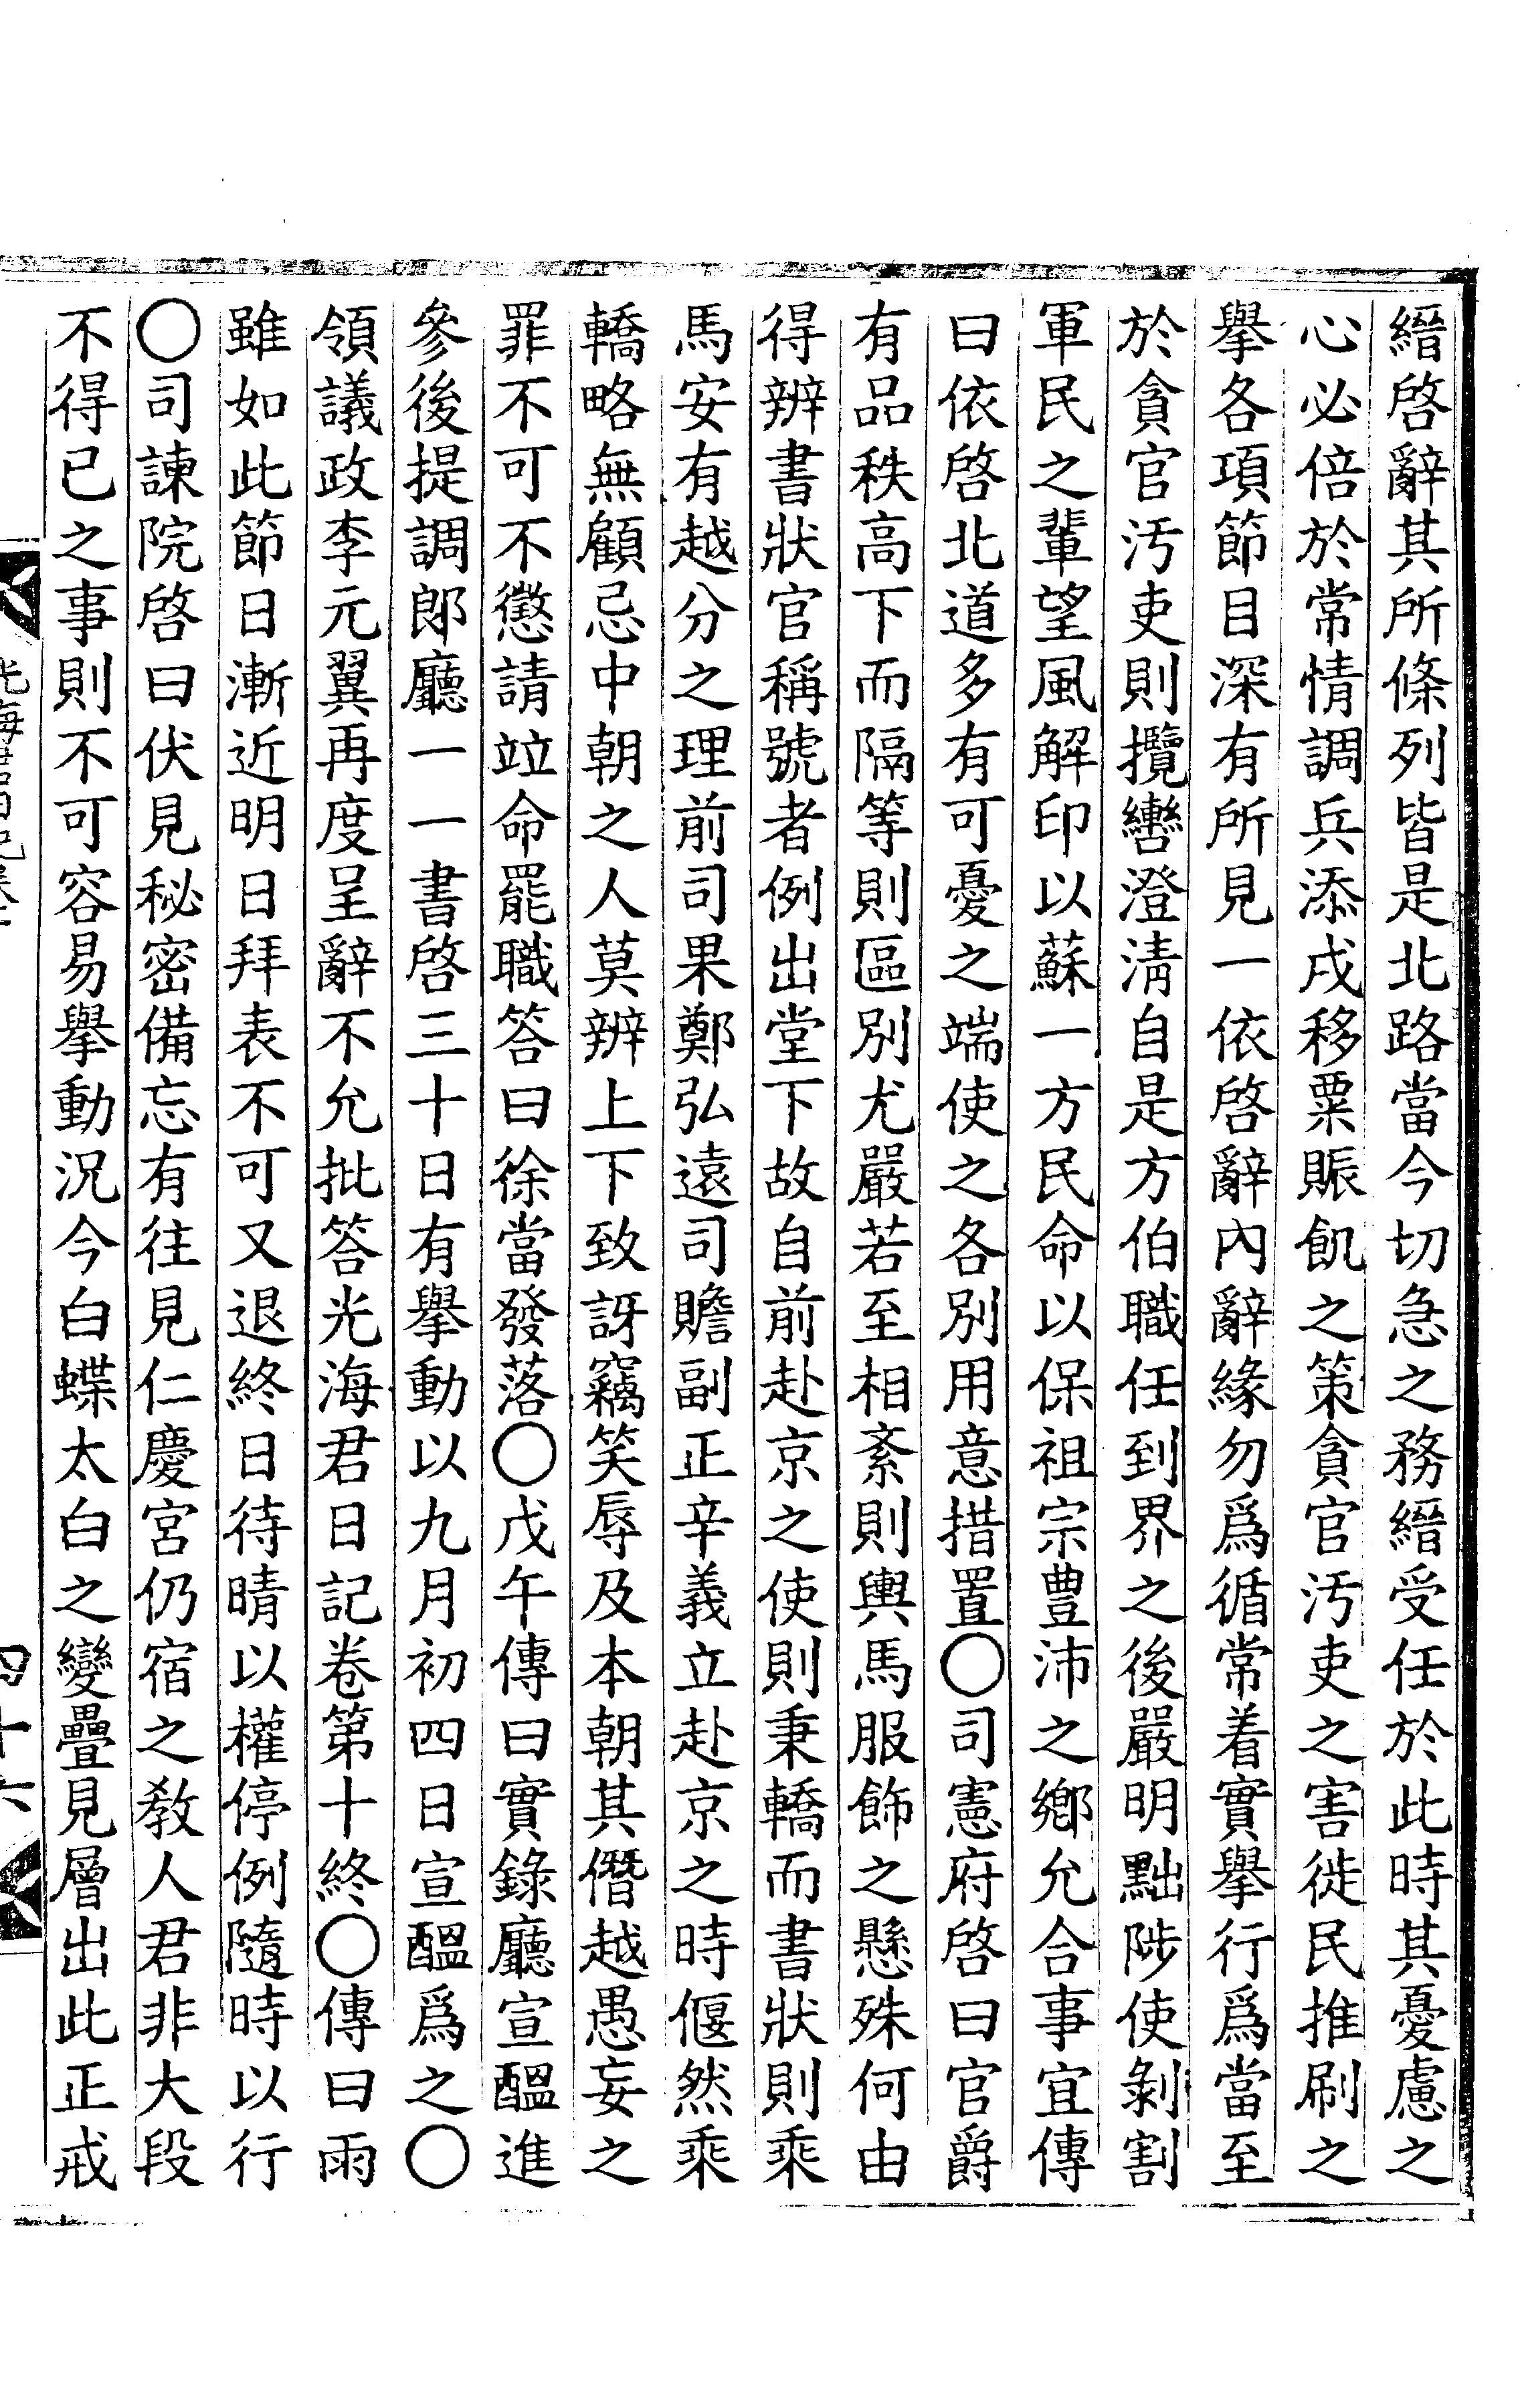 縉啓辭其所條列皆是北路當今切急之務縉受任於此時其憂慮之
心必倍於常情調兵添戍移粟賑飢之策貪官汚吏之害徙民推刷之
擧各項節目深有所見一依啓辭內辭緣勿爲循常着實擧行爲當至
於貪官汚吏則攬轡澄淸自是方伯職任到界之後嚴明黜陟使剝割
軍民之輩望風解印以蘇一方民命以保祖宗豊沛之鄕允合事宜傳
曰依啓北道多有可憂之端使之各別用意措置〇司憲府啓曰官爵
有品秩高下而隔等則區別尤嚴若至相紊則輿馬服飾之懸殊何由
得辨書狀官稱號者例出堂下故自前赴京之使則秉轎而書狀則乘
馬安有越分之理前司果鄭弘遠司贍副正辛義立赴京之時偃然乘
轎略無顧忌中朝之人莫辨上下致訝竊笑辱及本朝其僭越愚妄之
罪不可不懲請竝命罷職答曰徐當發落〇戊午傳曰實錄廳宣醞進
參後提調郎廳一一書啓三十日有擧動以九月初四日宣醞爲之〇
領議政李元翼再度呈辭不允批答光海君日記卷第十終〇傳曰雨
雖如此節日漸近明日拜表不可又退終日待晴以權停例隨時以行
〇司諫院啓曰伏見秘密備忘有往見仁慶宮仍宿之敎人君非大段
不得已之事則不可容易擧動況今白蝶太白之變疊見層出此正戒
光海君日記卷十
四十六